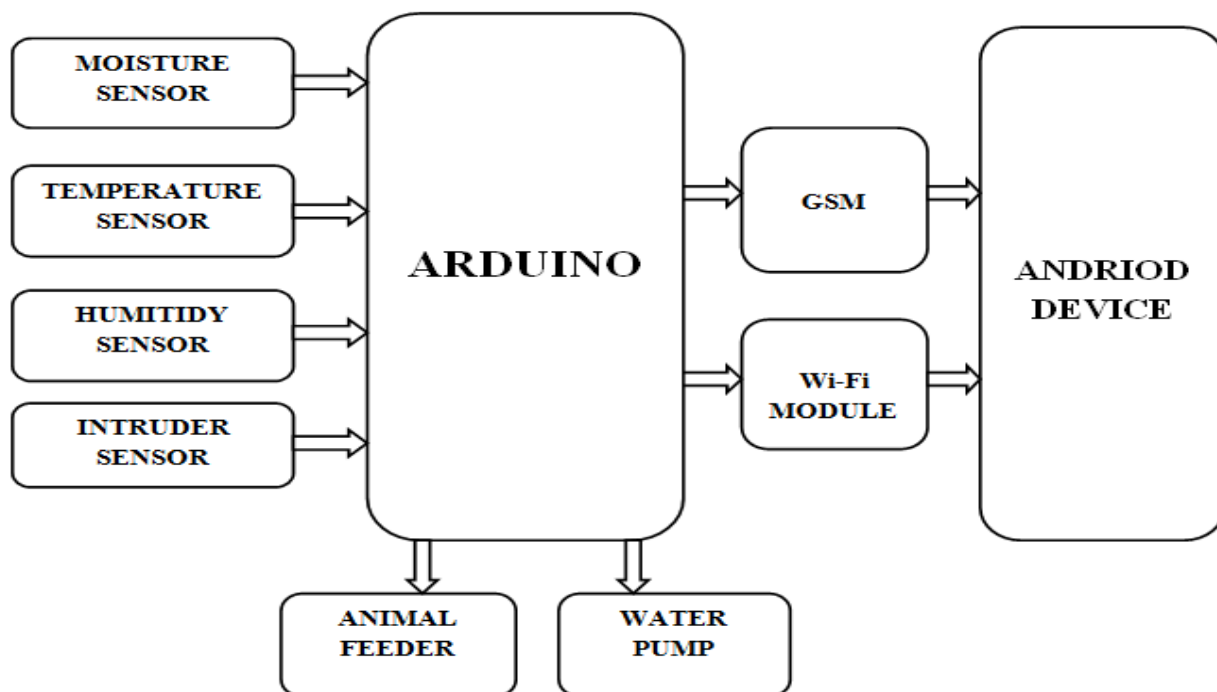 MOISTURE
SENSOR
TEMPERATURE
SENSOR
HUMITIDY
SENSOR
INTRUDER
SENSOR
ARDUINO
GSM
Wi-Fi
MODULE
ANDRIOD
DEVICE
ANIMAL
FEEDER
WATER
PUMP